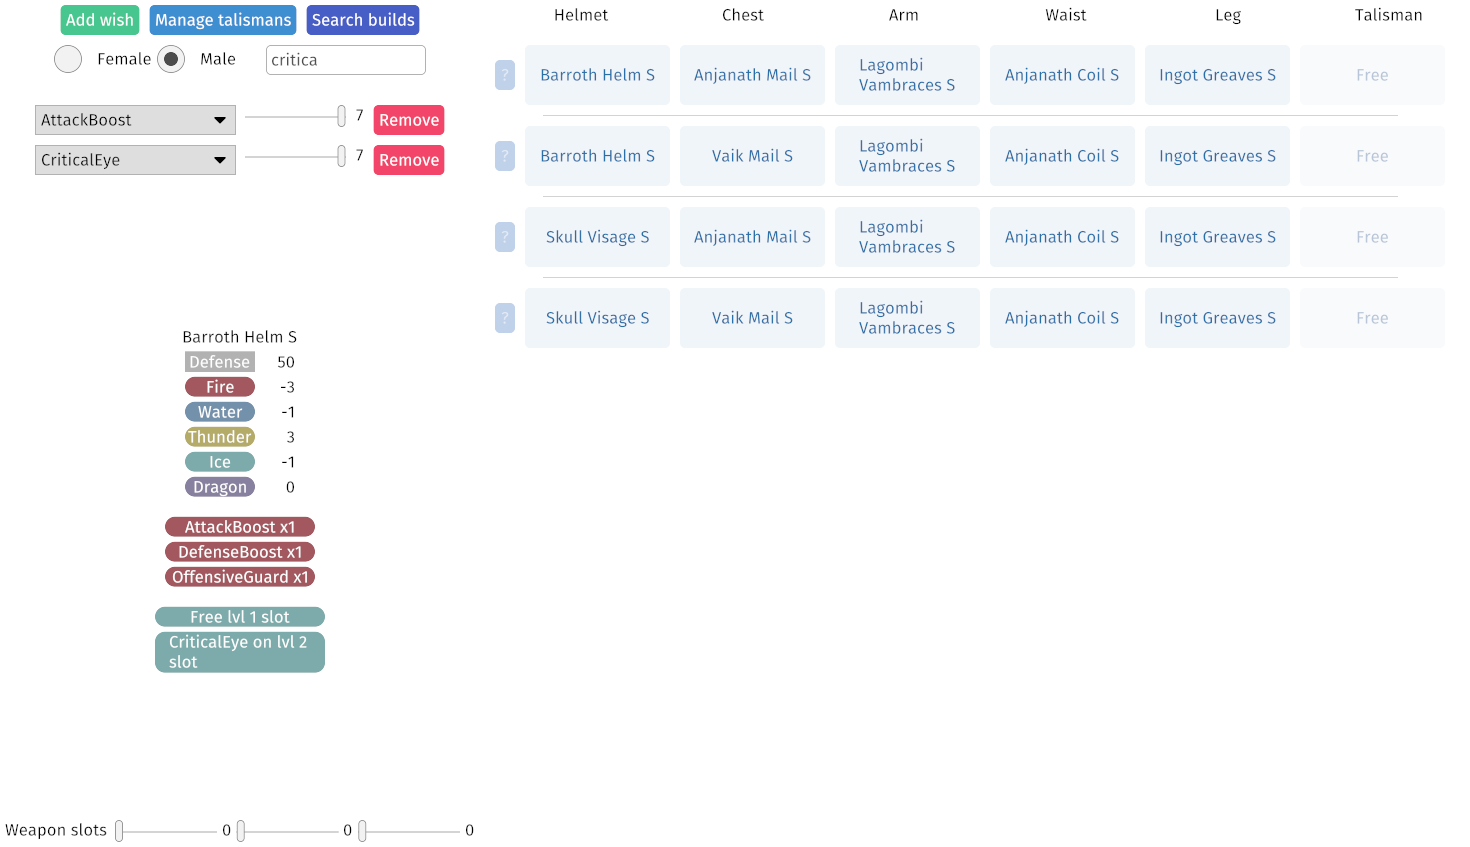 Add wish
Manage talismans
Search builds
Female
Male
critica
AttackBoost
7
Remove
CriticalEye
7
Remove
Barroth Helm S
Defense 50
Fire -3
Water -1
Thunder 3
Ice -1
Dragon 0
AttackBoost x1
DefenseBoost x1
OffensiveGuard x1
Free lvl 1 slot
CriticalEye on lvl 2
slot
Weapon slots 0 0 0
Helmet Chest Arm Waist Leg Talisman
?
Barroth Helm S
Anjanath Mail S
Lagombi
Vambraces S
Anjanath Coil S
Ingot Greaves S
Free
?
Barroth Helm S
Vaik Mail S
Lagombi
Vambraces S
Anjanath Coil S
Ingot Greaves S
Free
?
Skull Visage S
Anjanath Mail S
Lagombi
Vambraces S
Anjanath Coil S
Ingot Greaves S
Free
?
Skull Visage S
Vaik Mail S
Lagombi
Vambraces S
Anjanath Coil S
Ingot Greaves S
Free